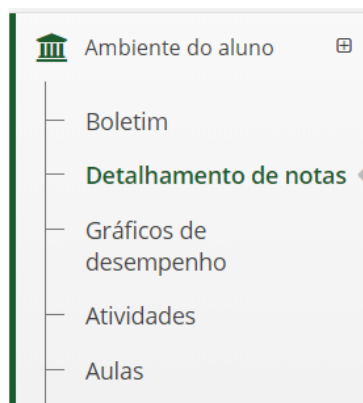 Ambiente do aluno
Boletim
Detalhamento de notas
Gráficos de
desempenho
Atividades
Aulas